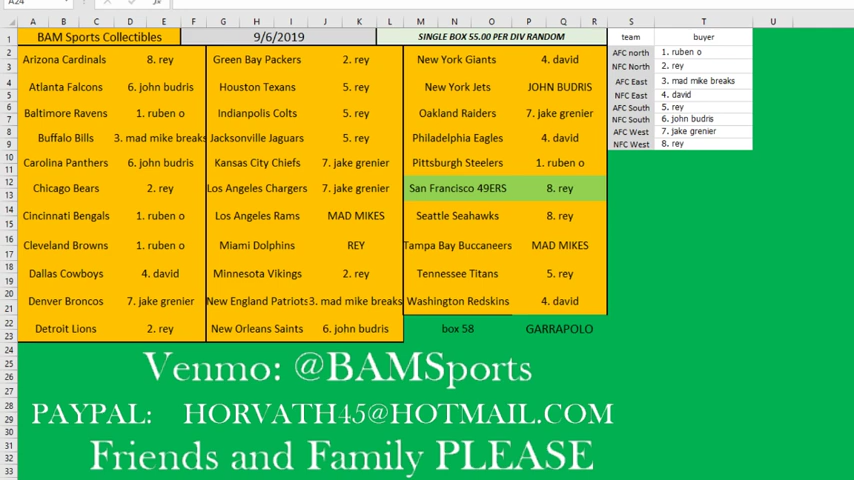 BAM Sports Collectibles 9/6/2019 SINGLE BOX 55.00 PER DIV RANDOM team buyer
Arizona Cardinals 8. rey Green Bay Packers 2. rey New York Giants 4. david
Atlanta Falcons 6. john budris Houston Texans 5. rey New York Jets JOHN BUDRIS
Baltimore Ravens 1. ruben o Indianpolis Colts 5. rey Oakland Raiders 7. jake grenier
Buffalo Bills 3. mad mike breaks Jacksonville Jaguars 5. rey Philadelphia Eagles 4. david
Carolina Panthers 6. john budris Kansas City Chiefs 7. jake grenier Pittsburgh Steelers 1. ruben o
Chicago Bears 2. rey Los Angeles Chargers 7. jake grenier San Francisco 49ERS 8. rey
Cincinnati Bengals 1. ruben o Los Angeles Rams MAD MIKES Seattle Seahawks 8. rey
Cleveland Browns 1. ruben o Miami Dolphins REY Tampa Bay Buccaneers MAD MIKES
Dallas Cowboys 4. david Minnesota Vikings 2. rey Tennessee Titans 5. rey
Denver Broncos 7. jake grenier New England Patriots 3. mad mike breaks Washington Redskins 4. david
Detroit Lions 2. rey New Orleans Saints 6. john budris box 58 GARRAPOLO
AFC north 1. ruben o
NFC North 2. rey
AFC East 3. mad mike breaks
NFC East 4. david
AFC South 5. rey
NFC South 6. john budris
AFC West 7. jake grenier
NFC West 8. rey
Venmo: @BAMSports
PAYPAL: HORVATH45@HOTMAIL.COM
Friends and Family PLEASE